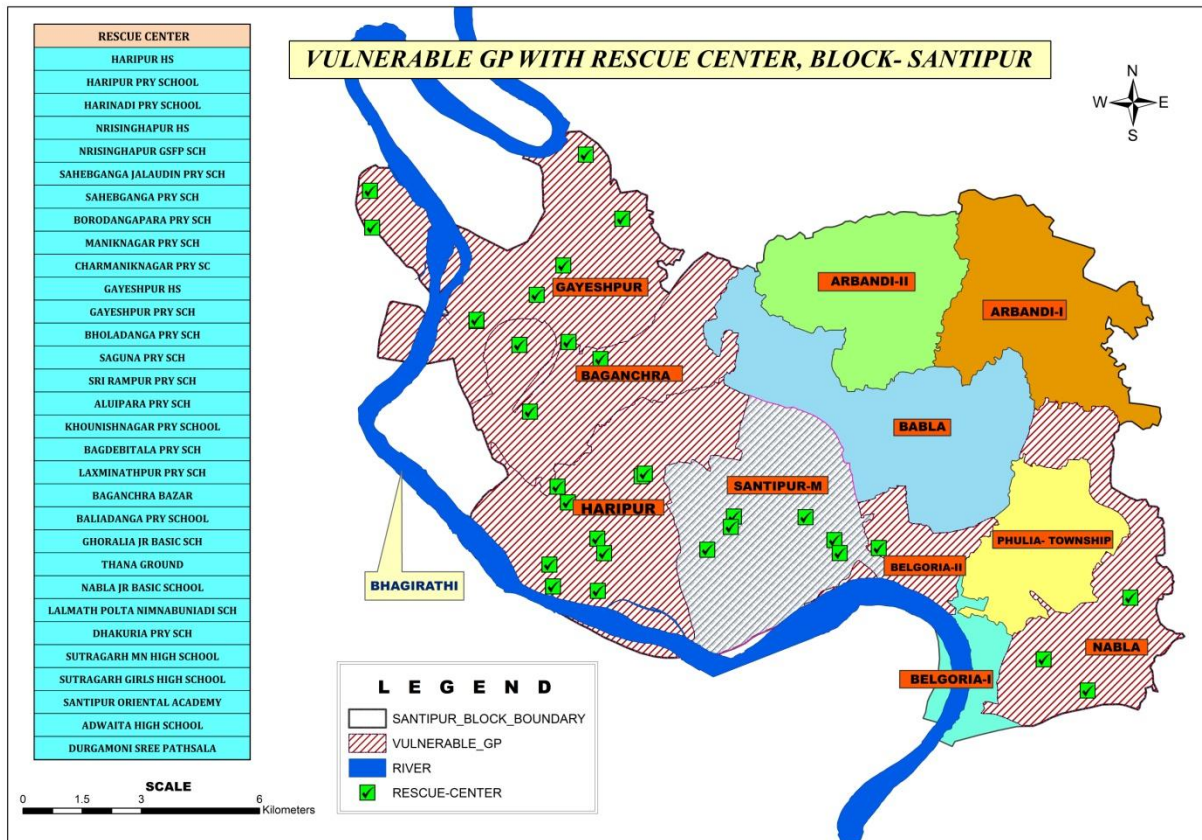 RESCUE CENTER
HARIPUR HS
HARIPUR PRY SCHOOL
HARINADI PRY SCHOOL
NRISINGHAPUR HS
NRISINGHAPUR GSFP SCH
SAHEBGANGA JALAUDIN PRY SCH
SAHEBGANGA PRY SCH
BORODANGAPARA PRY SCH
MANIKNAGAR PRY SCH
CHARMANIKNAGAR PRY SC
GAYESHPUR HS
GAYESHPUR PRY SCH
BHOLADANGA PRY SCH
SAGUNA PRY SCH
SRI RAMPUR PRY SCH
ALUIPARA PRY SCH
KHOUNISHNAGAR PRY SCHOOL
BAGDEBITALA PRY SCH
LAXMINATHPUR PRY SCH
BAGANCHRA BAZAR
BALIADANGA PRY SCHOOL
GHORALIA JR BASIC SCH
THANA GROUND
NABLA JR BASIC SCHOOL
LALMATH POLTA NIMNABUNIADI SCH
DHAKURIA PRY SCH
SUTRAGARH MN HIGH SCHOOL
SUTRAGARH GIRLS HIGH SCHOOL
SANTIPUR ORIENTAL ACADEMY
ADWAITA HIGH SCHOOL
DURGAMONI SREE PATHSALA
SCALE
0 1.5 3 6
Kilometers
VULNERABLE GP WITH RESCUE CENTER, BLOCK- SANTIPUR
N
W E
S
GAYESHPUR
ARBANDI-II
ARBANDI-I
BAGANCHRA
BABLA
SANTIPUR-M
HARIPUR
PHULIA- TOWNSHIP
BELGORIA-II
BHAGIRATHI
NABLA
BELGORIA-I
LEGEND
SANTIPUR_BLOCK_BOUNDARY
VULNERABLE_GP
RIVER
RESCUE-CENTER